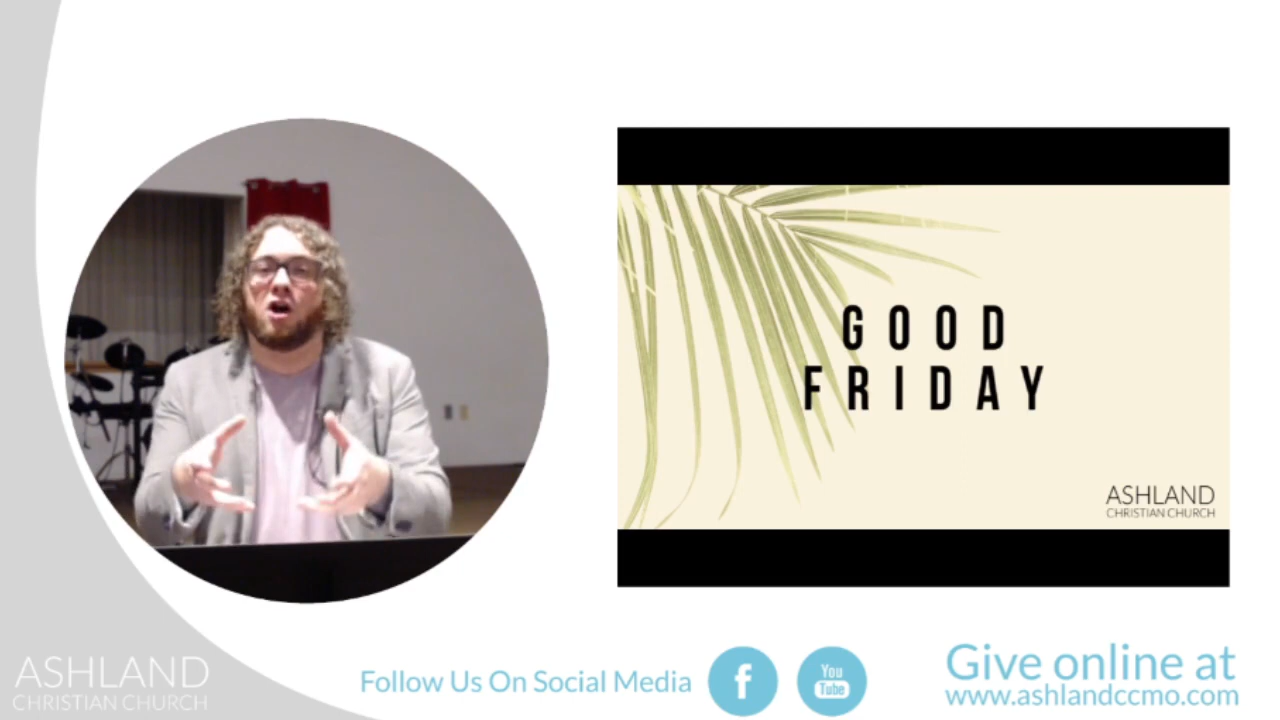 GOOD
FRIDAY
ASHLAND
CHRISTIAN CHURCH
ASHLAND
CHRISTIAN CHURCH
Follow Us On Social Media
f
You
Tube
Give online at
www.ashlandccmo.com